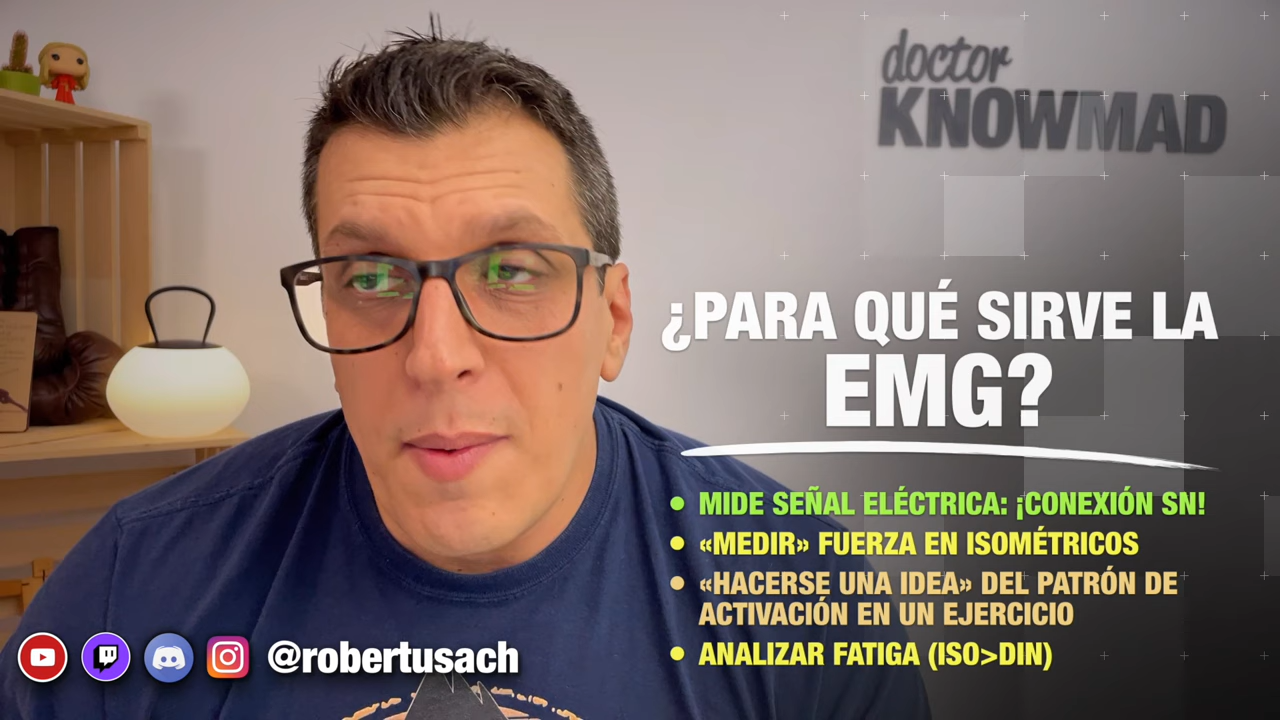 doctor
KNOWMAD
¿PARA QUÉ SIRVE LA
EMG?
• MIDE SEÑAL ELÉCTRICA: ¡CONEXIÓN SN!
• «MEDIR» FUERZA EN ISOMÉTRICOS
• «HACERSE UNA IDEA» DEL PATRÓN DE
ACTIVACIÓN EN UN EJERCICIO
• ANALIZAR FATIGA (ISO>DIN)
@robertusach